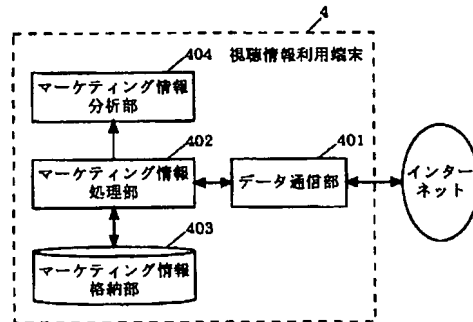 4
404
視聴情報利用端末
マーケティング情報
分析部
402
401
マーケティング情報
処理部
データ通信部
インター
ネット
403
マーケティング情報
格納部